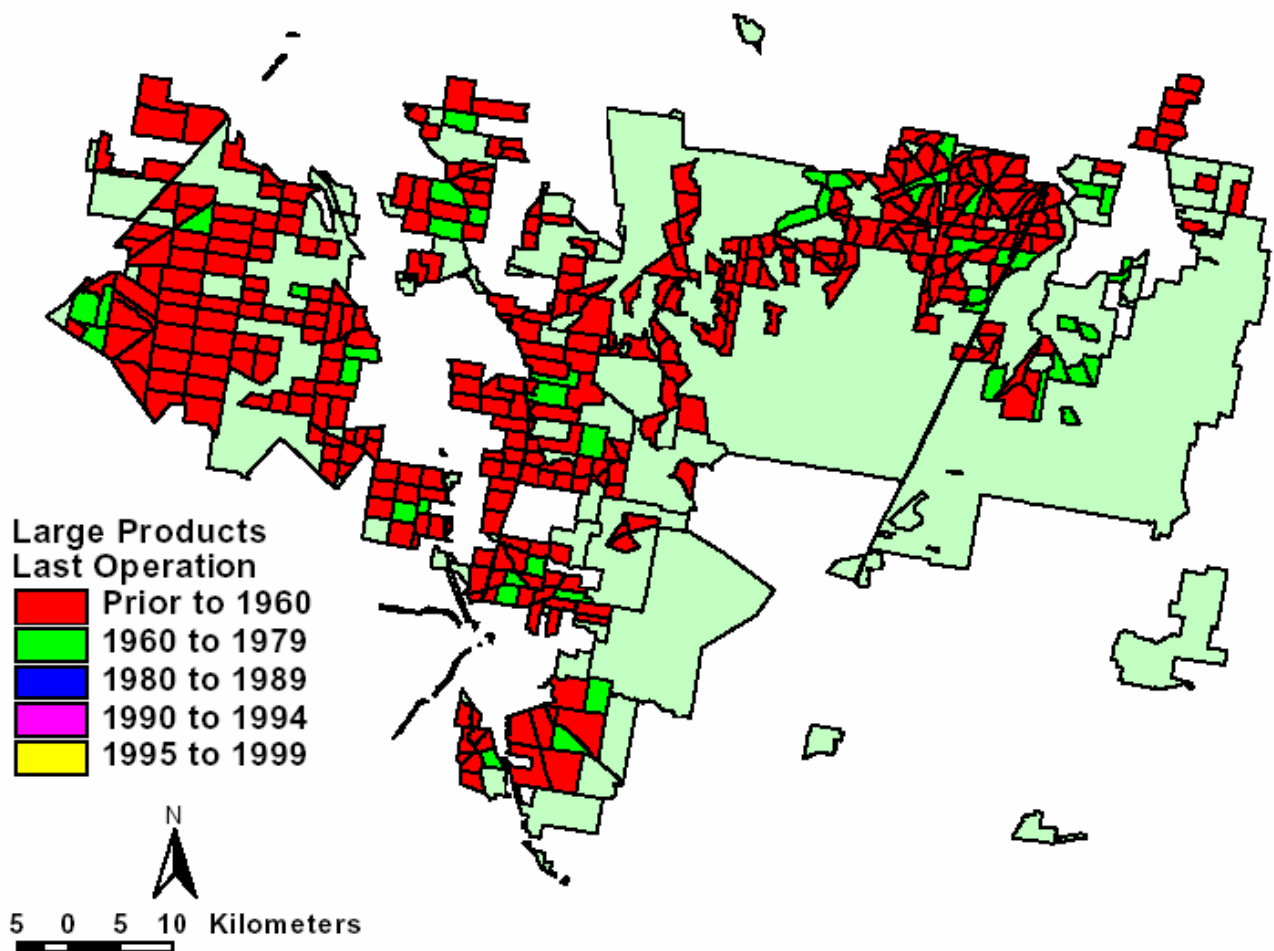 Large Products
Last Operation
Prior to 1960
1960 to 1979
1980 to 1989
1990 to 1994
1995 to 1999
N
5 0 5 10 Kilometers